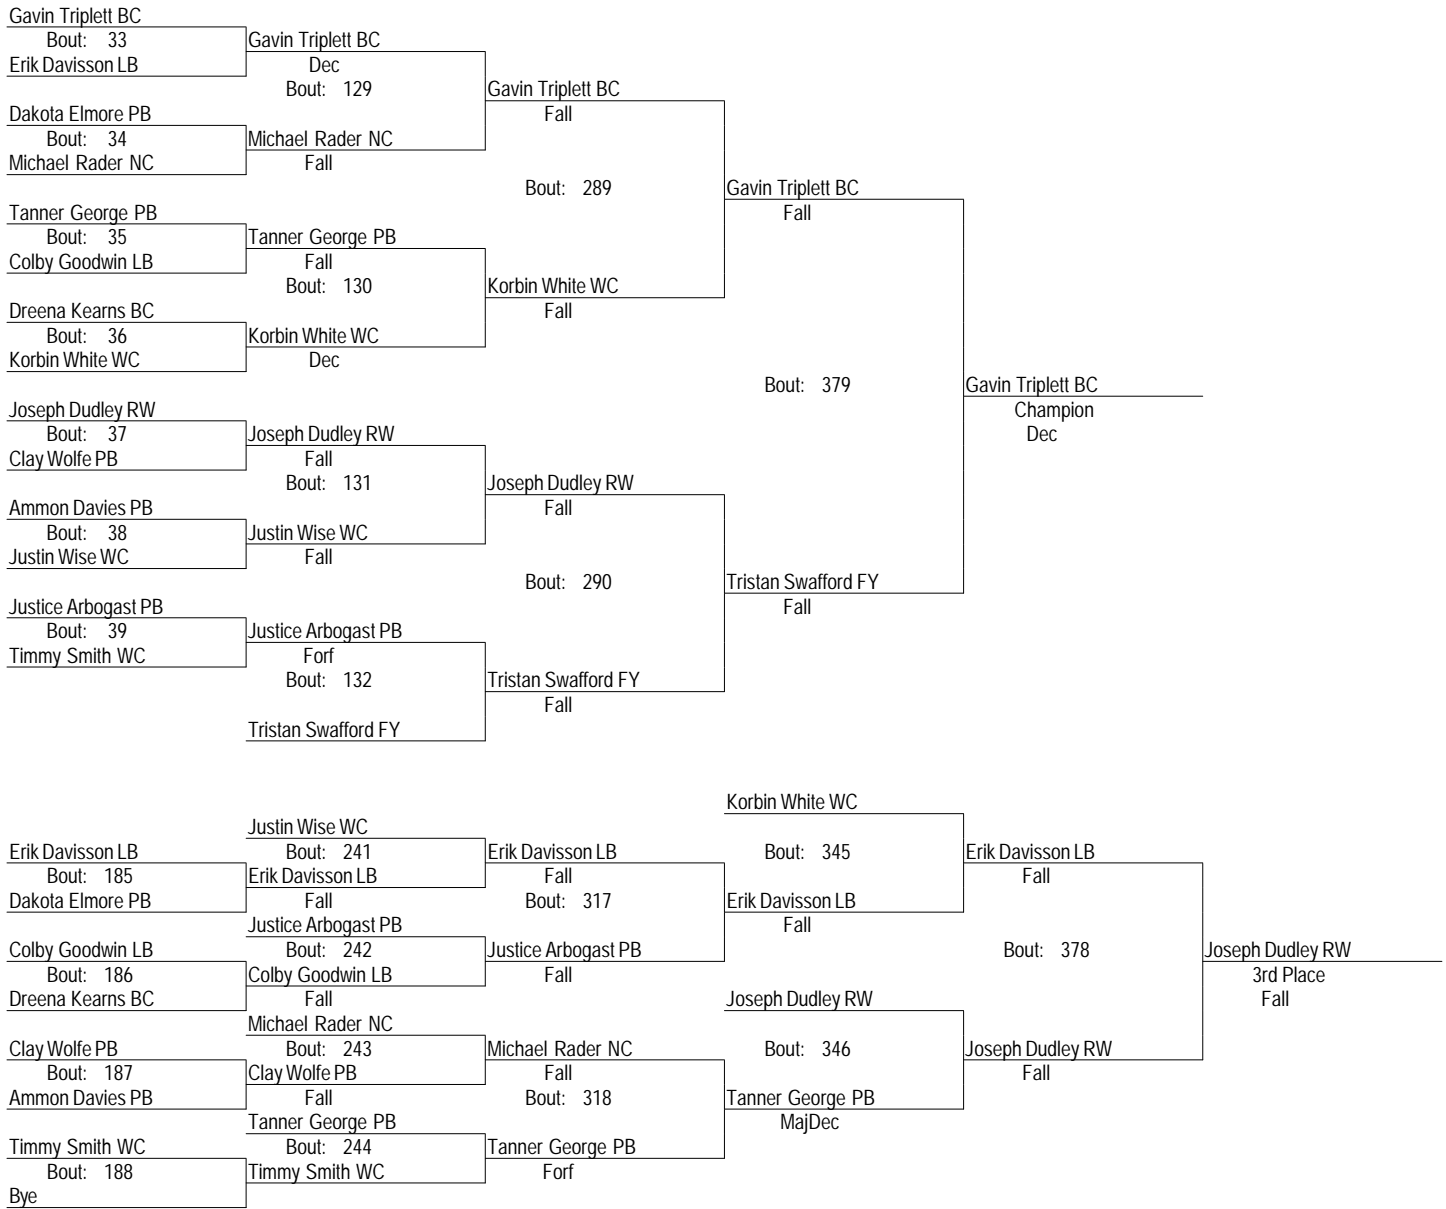 Gavin Triplett BC
Bout: 33
Gavin Triplett BC
Erik Davisson LB
Dec
Bout: 129
Gavin Triplett BC
Dakota Elmore PB
Fall
Bout: 34
Michael Rader NC
Michael Rader NC
Fall
Bout: 289
Gavin Triplett BC
Tanner George PB
Fall
Bout: 35
Tanner George PB
Colby Goodwin LB
Fall
Bout: 130
Korbin White WC
Dreena Kearns BC
Fall
Bout: 36
Korbin White WC
Korbin White WC
Dec
Bout: 379
Gavin Triplett BC
Joseph Dudley RW
Champion
Bout: 37
Joseph Dudley RW
Dec
Clay Wolfe PB
Fall
Bout: 131
Joseph Dudley RW
Ammon Davies PB
Fall
Bout: 38
Justin Wise WC
Justin Wise WC
Fall
Bout: 290
Tristan Swafford FY
Justice Arbogast PB
Fall
Bout: 39
Justice Arbogast PB
Timmy Smith WC
Forf
Bout: 132
Tristan Swafford FY
Fall
Tristan Swafford FY
Korbin White WC
Justin Wise WC
Erik Davisson LB
Bout: 241
Erik Davisson LB
Bout: 345
Erik Davisson LB
Bout: 185
Erik Davisson LB
Fall
Fall
Dakota Elmore PB
Fall
Bout: 317
Erik Davisson LB
Justice Arbogast PB
Fall
Colby Goodwin LB
Bout: 242
Justice Arbogast PB
Bout: 378
Joseph Dudley RW
Bout: 186
Colby Goodwin LB
Fall
3rd Place
Dreena Kearns BC
Fall
Joseph Dudley RW
Fall
Michael Rader NC
Clay Wolfe PB
Bout: 243
Michael Rader NC
Bout: 346
Joseph Dudley RW
Bout: 187
Clay Wolfe PB
Fall
Fall
Ammon Davies PB
Fall
Bout: 318
Tanner George PB
Tanner George PB
MajDec
Timmy Smith WC
Bout: 244
Tanner George PB
Bout: 188
Timmy Smith WC
Forf
Bye